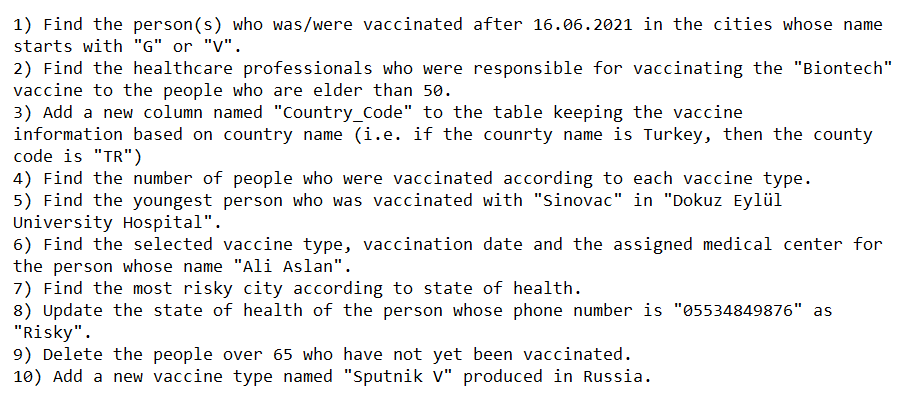 1) Find the person(s) who was/were vaccinated after 16.06.2021 in the cities whose name
starts with "G" or "V".
2) Find the healthcare professionals who were responsible for vaccinating the "Biontech"
vaccine to the people who are elder than 50.
3) Add a new column named "Country_Code" to the table keeping the vaccine
information based on country name (i.e. if the counrty name is Turkey, then the county
code is "TR")
4) Find the number of people who were vaccinated according to each vaccine type.
5) Find the youngest person who was vaccinated with "Sinovac" in "Dokuz Eylül
University Hospital".
6) Find the selected vaccine type, vaccination date and the assigned medical center for
the person whose name "Ali Aslan".
7) Find the most risky city according to state of health.
8) Update the state of health of the person whose phone number is "05534849876" as
"Risky".
9) Delete the people over 65 who have not yet been vaccinated.
10) Add a new vaccine type named "Sputnik V" produced in Russia.